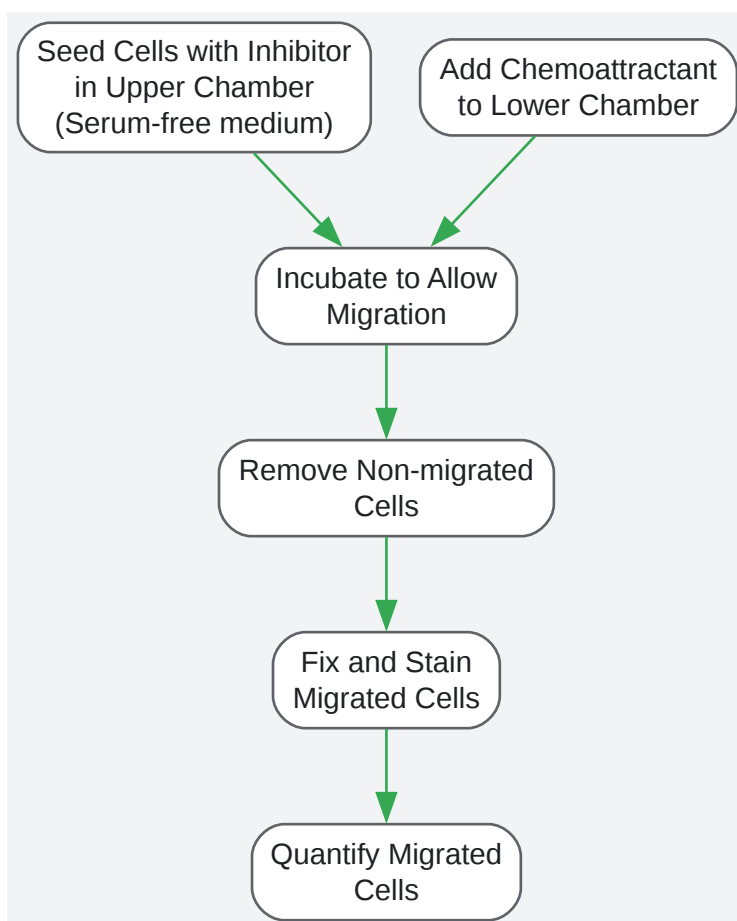 Seed Cells with Inhibitor
in Upper Chamber
(Serum-free medium)
Add Chemoattractant
to Lower Chamber
Incubate to Allow
Migration
Remove Non-migrated
Cells
Fix and Stain
Migrated Cells
Quantify Migrated
Cells